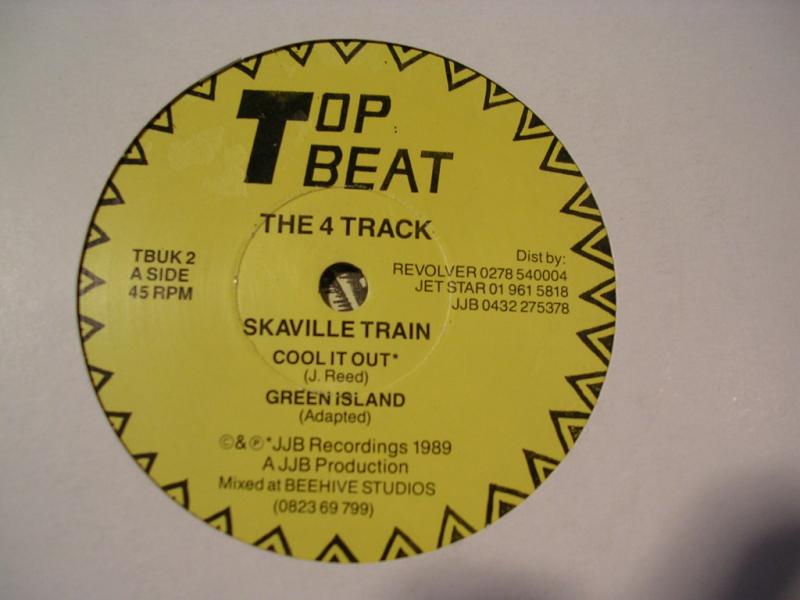 TOP
BEAT
THE 4 TRACK
TBUK 2
A SIDE
45 RPM
Dist by:
REVOLVER 0278 540004
JET STAR 01 961 5818
JJB 0432 275378
SKAVILLE TRAIN
COOL IT OUT*
(J. Reed)
GREEN ISLAND
(Adapted)
©&℗*JJB Recordings 1989
A JJB Production
Mixed at BEEHIVE STUDIOS
(0823 69 799)